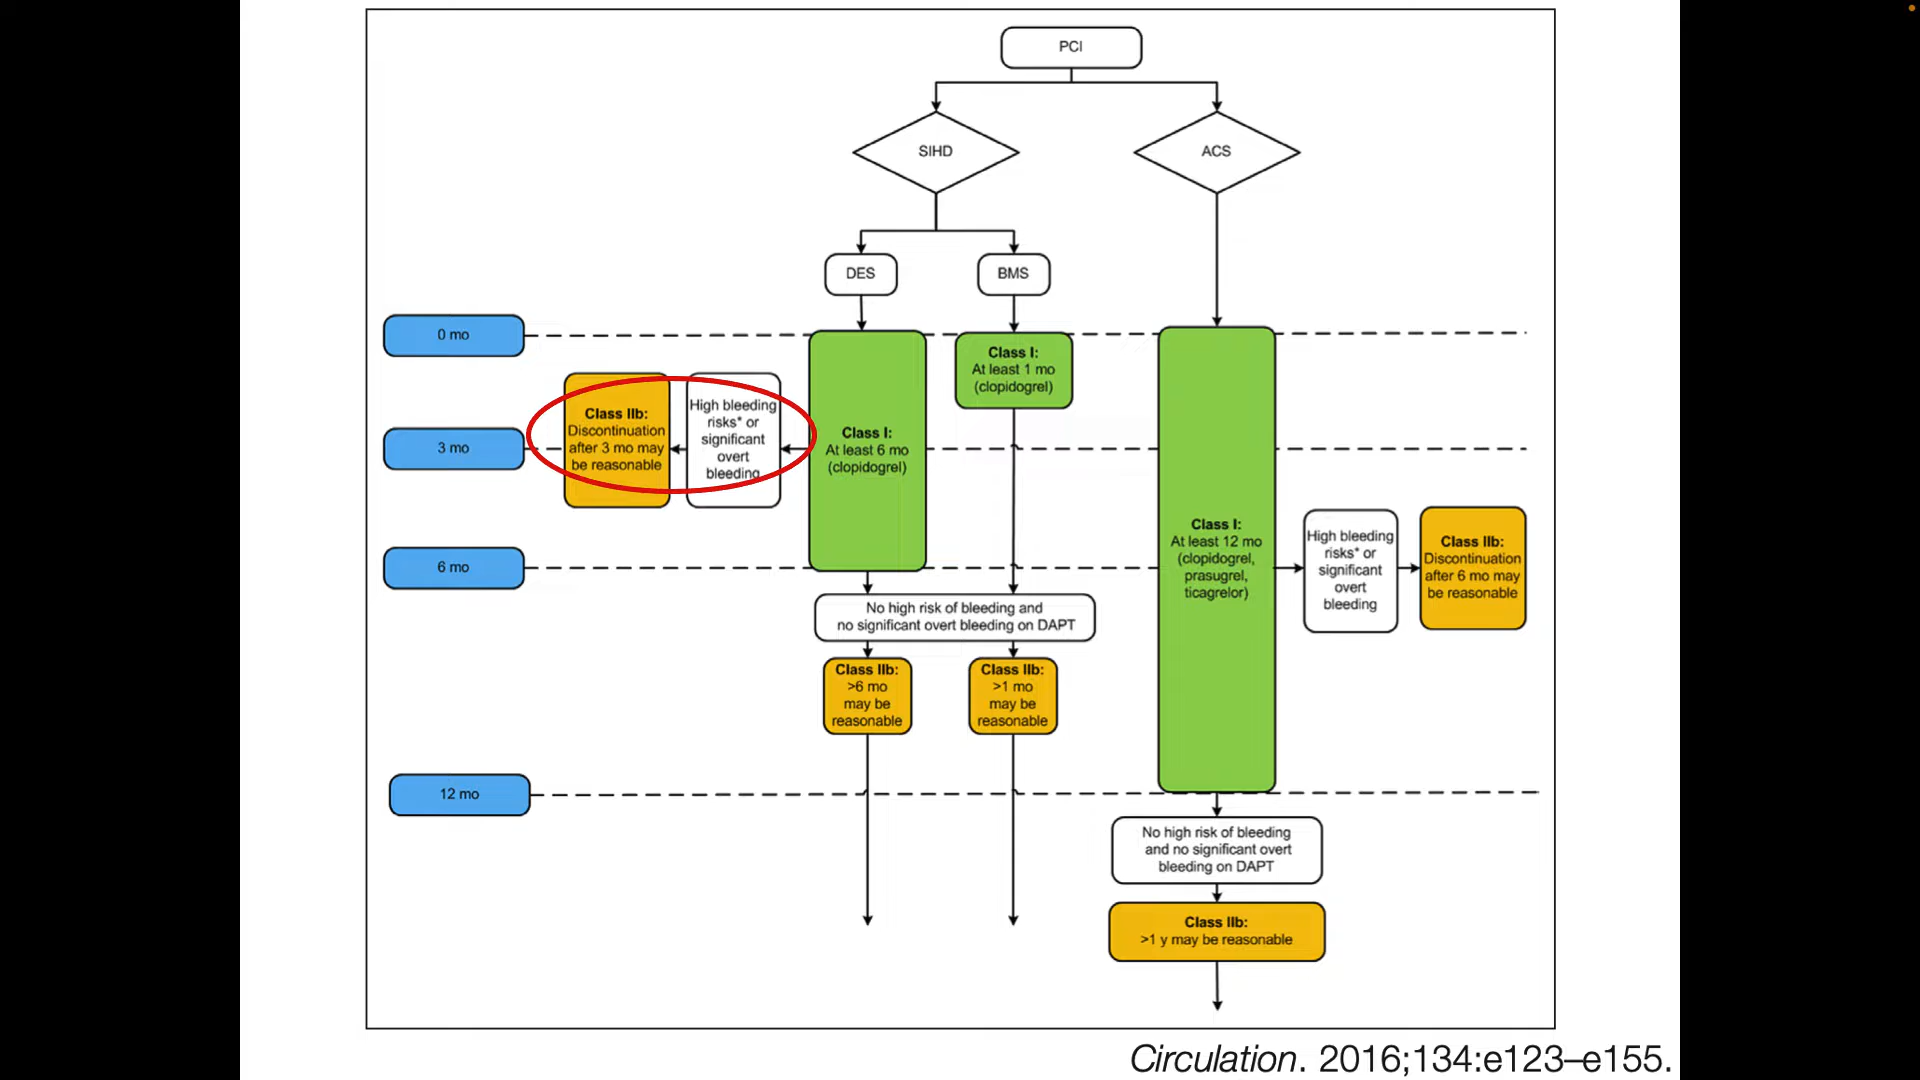 PCI
SIHD
ACS
DES
BMS
0 mo
3 mo
6 mo
12 mo
Class IIb:
Discontinuation
after 3 mo may
be reasonable
High bleeding
risks* or
significant
overt
bleeding
Class I:
At least 6 mo
(clopidogrel)
Class I:
At least 1 mo
(clopidogrel)
Class I:
At least 12 mo
(clopidogrel,
prasugrel,
ticagrelor)
High bleeding
risks* or
significant
overt
bleeding
Class IIb:
Discontinuation
after 6 mo may
be reasonable
No high risk of bleeding and
no significant overt bleeding on DAPT
Class IIb:
>6 mo
may be
reasonable
Class IIb:
>1 mo
may be
reasonable
No high risk of bleeding
and no significant overt
bleeding on DAPT
Class IIb:
>1 y may be reasonable
Circulation. 2016;134:e123–e155.